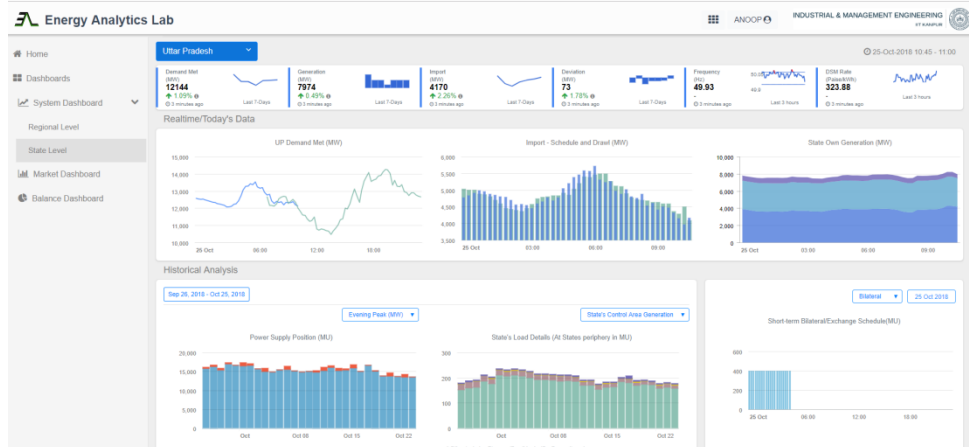 Energy Analytics Lab
ANOOP
INDUSTRIAL & MANAGEMENT ENGINEERING
IIT KANPUR
Home
Dashboards
System Dashboard
Regional Level
State Level
Market Dashboard
Balance Dashboard
Uttar Pradesh
25-Oct-2018 10:45 - 11:00
Demand Met
(MW)
12144
1.09%
3 minutes ago
Last 7-Days
Generation
(MW)
7974
0.49%
3 minutes ago
Last 7-Days
Import
(MW)
4170
2.26%
3 minutes ago
Last 7-Days
Deviation
(MW)
73
1.78%
3 minutes ago
Last 7-Days
Frequency
(Hz)
49.93
-
3 minutes ago
49.9
Last 3 hours
DSM Rate
(Paisa/kWh)
323.88
-
3 minutes ago
Last 3 hours
Realtime/Today's Data
UP Demand Met (MW)
15,000
14,000
13,000
12,000
11,000
10,000
25 Oct 06:00 12:00 18:00
Import - Schedule and Drawl (MW)
6,000
5,500
5,000
4,500
4,000
3,500
25 Oct 03:00 06:00 09:00
State Own Generation (MW)
10,000
8,000
6,000
4,000
2,000
0
25 Oct 03:00 06:00 09:00
Historical Analysis
Sep 26, 2018 - Oct 25, 2018
Evening Peak (MW)
Power Supply Position (MU)
20,000
15,000
10,000
5,000
0
Oct Oct 08 Oct 15 Oct 22
State's Control Area Generation
State's Load Details (At States periphery in MU)
300
200
100
0
Oct Oct 08 Oct 15 Oct 22
Bilateral
25 Oct 2018
Short-term Bilateral/Exchange Schedule(MU)
600
400
200
0
25 Oct 06:00 12:00 18:00